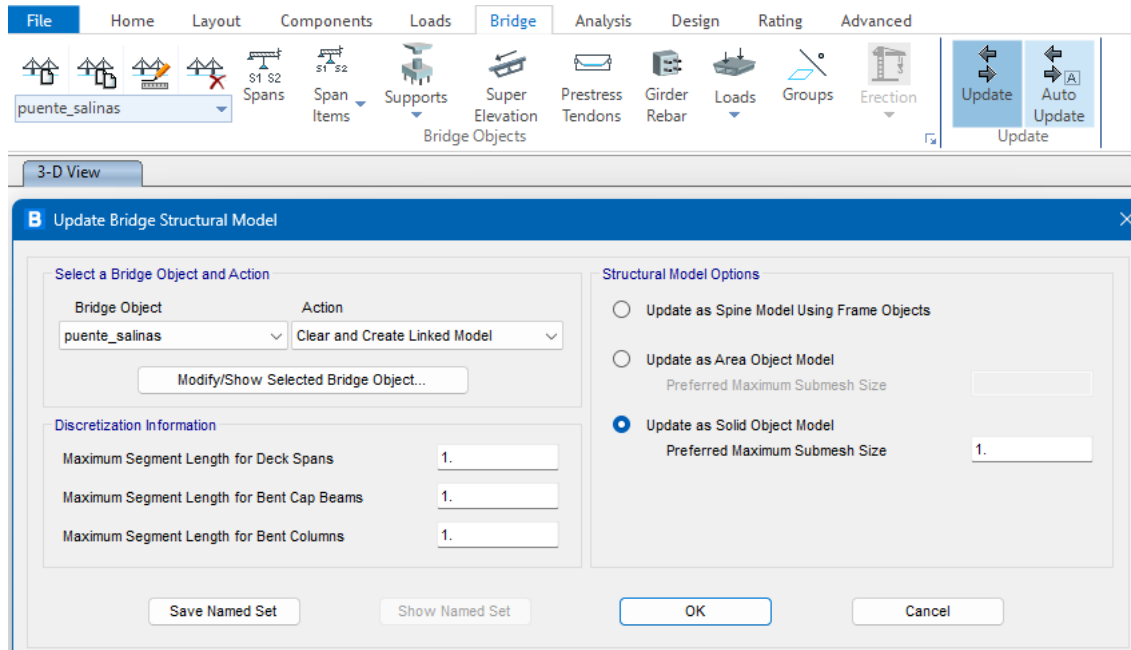 File Home Layout Components Loads Bridge Analysis Design Rating Advanced
puente_salinas
S1 S2
Spans
S1 S2
Span
Items
Supports
Super
Elevation
Prestress
Tendons
Girder
Rebar
Loads
Groups
Erection
Bridge Objects
Update
A
Auto
Update
Update
3-D View
B Update Bridge Structural Model
Select a Bridge Object and Action
Bridge Object Action
puente_salinas Clear and Create Linked Model
Modify/Show Selected Bridge Object...
Discretization Information
Maximum Segment Length for Deck Spans 1.
Maximum Segment Length for Bent Cap Beams 1.
Maximum Segment Length for Bent Columns 1.
Structural Model Options
Update as Spine Model Using Frame Objects
Update as Area Object Model
Preferred Maximum Submesh Size
Update as Solid Object Model
Preferred Maximum Submesh Size 1.
Save Named Set Show Named Set OK Cancel